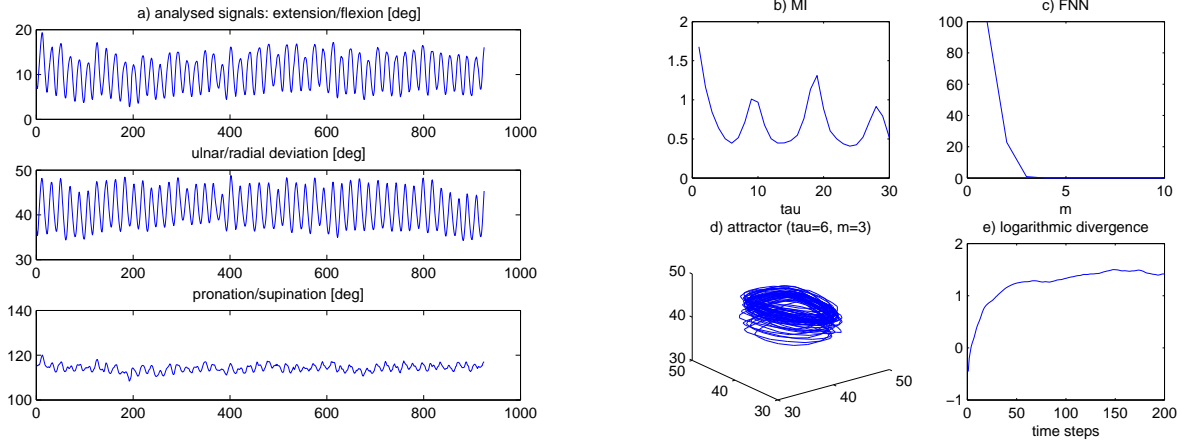 a) analysed signals: extension/flexion [deg]
20
10
0
0 200 400 600 800 1000
ulnar/radial deviation [deg]
50
40
30
0 200 400 600 800 1000
pronation/supination [deg]
140
120
100
0 200 400 600 800 1000
b) MI
2
1.5
1
0.5
0
0 10 20 30
tau
c) FNN
100
80
60
40
20
0
0 5 10
m
d) attractor (tau=6, m=3)
50
40
30
50
40
30
30
40
50
e) logarithmic divergence
2
1
0
−1
0 50 100 150 200
time steps